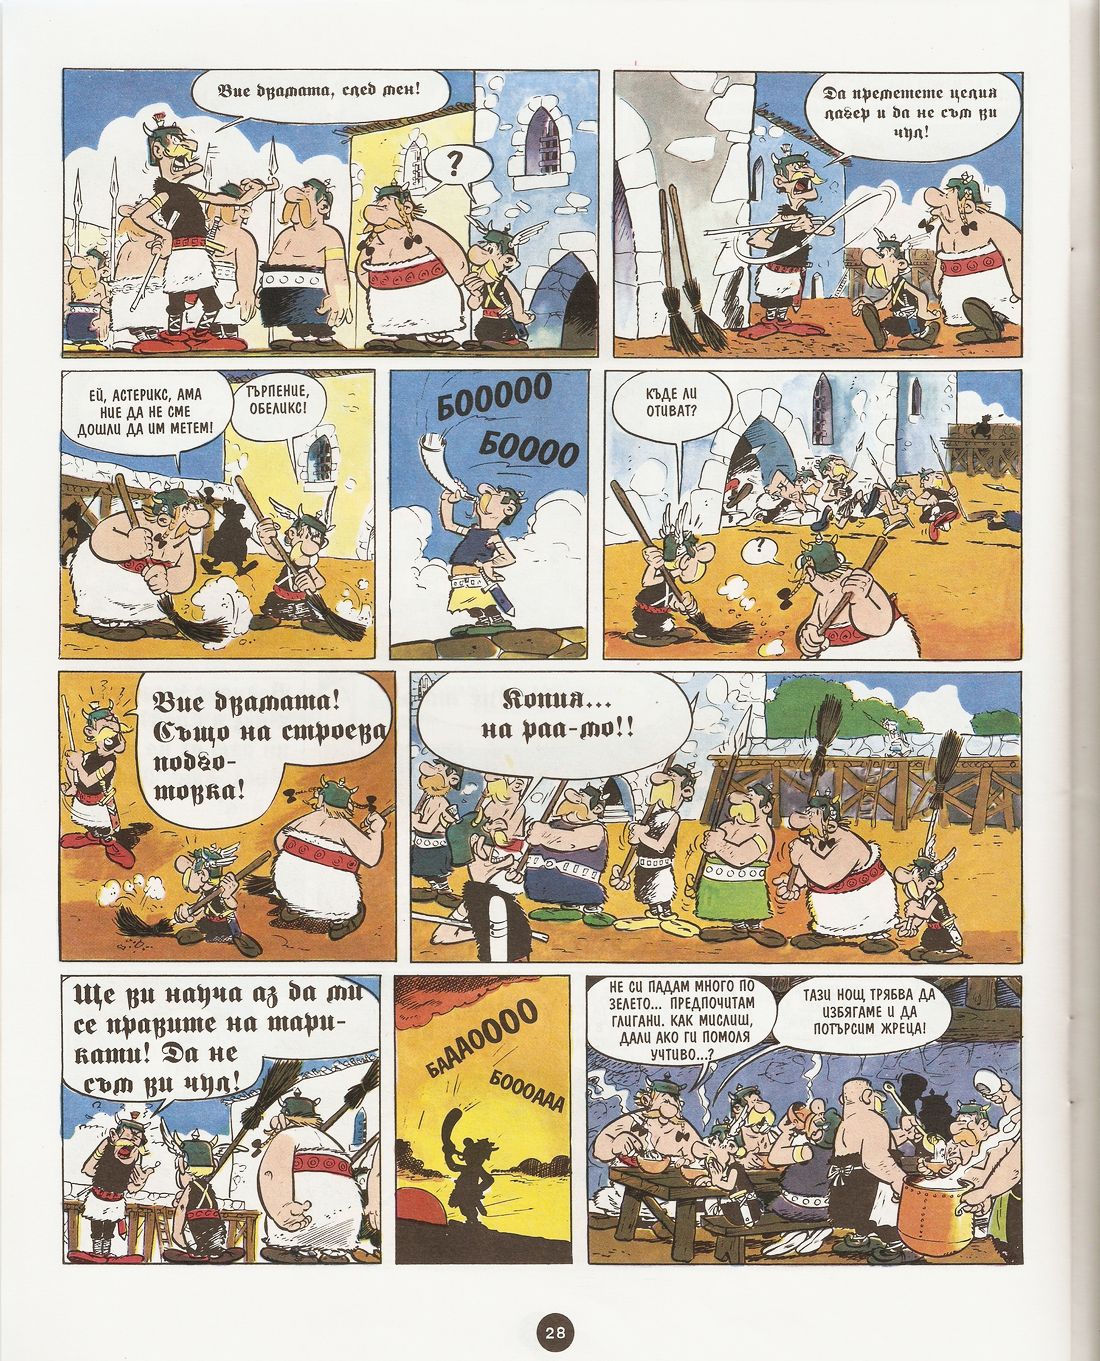 Вие двамата, след мен!
?
Да преметете целия
лагер и да не съм ви
чул!
ЕЙ, АСТЕРИКС, АМА
НИЕ ДА НЕ СМЕ
ДОШЛИ ДА ИМ МЕТЕМ!
ТЪРПЕНИЕ,
ОБЕЛИКС!
БООООО
БОООО
КЪДЕ ЛИ
ОТИВАТ?
?
Вие двамата!
Също на строева
подго-
товка!
Копия...
на раа-мо!!
Ще ви науча аз да ми
се правите на тари-
кати! Да не
съм ви чул!
БАААОООО
БОООААА
НЕ СИ ПАДАМ МНОГО ПО
ЗЕЛЕТО... ПРЕДПОЧИТАМ
ГЛИГАНИ. КАК МИСЛИШ,
ДАЛИ АКО ГИ ПОМОЛЯ
УЧТИВО...?
ТАЗИ НОЩ ТРЯБВА ДА
ИЗБЯГАМЕ И ДА
ПОТЪРСИМ ЖРЕЦА!
28